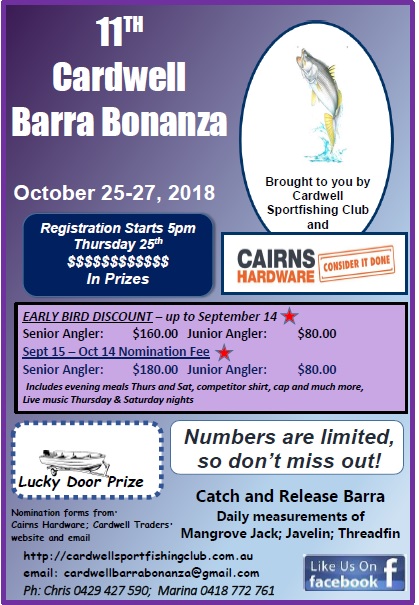 11TH
Cardwell
Barra Bonanza
October 25-27, 2018
Brought to you by
Cardwell
Sportfishing Club
and
Registration Starts 5pm
Thursday 25th
$$$$$$$$$$$$
In Prizes
CAIRNS
HARDWARE
CONSIDER IT DONE
EARLY BIRD DISCOUNT – up to September 14
Senior Angler: $160.00 Junior Angler: $80.00
Sept 15 – Oct 14 Nomination Fee
Senior Angler: $180.00 Junior Angler: $80.00
Includes evening meals Thurs and Sat, competitor shirt, cap and much more,
Live music Thursday & Saturday nights
Lucky Door Prize
Numbers are limited,
so don't miss out!
Nomination forms from·
Cairns Hardware; Cardwell Traders·
website and email
Catch and Release Barra
Daily measurements of
Mangrove Jack; Javelin; Threadfin
http://cardwellsportfishingclub.com.au
email: cardwellbarrabonanza@gmail.com
Ph: Chris 0429 427 590; Marina 0418 772 761
Like Us On
facebook
f